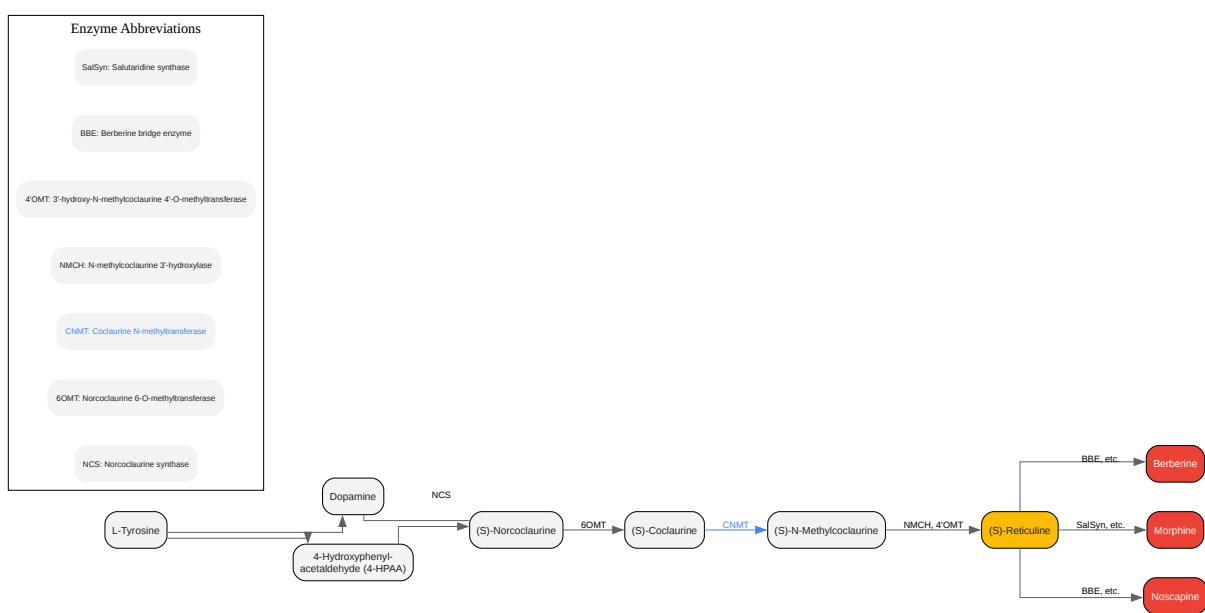 Enzyme Abbreviations
SalSyn: Salutaridine synthase
BBE: Berberine bridge enzyme
4'OMT: 3'-hydroxy-N-methylcoclaurine 4'-O-methyltransferase
NMCH: N-methylcoclaurine 3'-hydroxylase
CNMT: Coclaurine N-methyltransferase
6OMT: Norcoclaurine 6-O-methyltransferase
NCS: Norcoclaurine synthase
L-Tyrosine
Dopamine
4-Hydroxyphenyl-
acetaldehyde (4-HPAA)
NCS
(S)-Norcoclaurine
6OMT
(S)-Coclaurine
CNMT
(S)-N-Methylcoclaurine
NMCH, 4'OMT
(S)-Reticuline
BBE, etc.
Berberine
SalSyn, etc.
Morphine
BBE, etc.
Noscapine